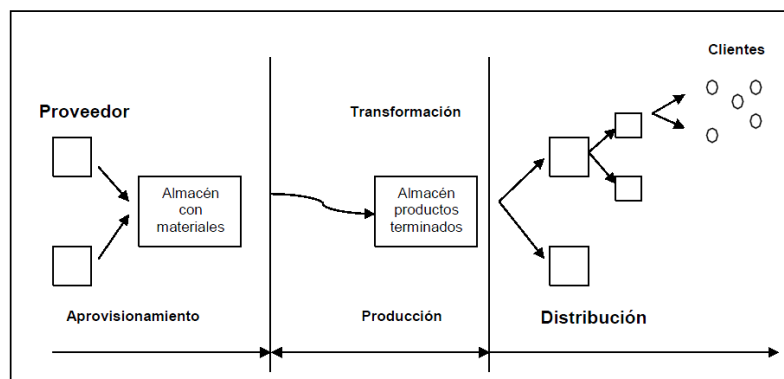 Clientes
Proveedor
Transformación
Almacén
con
materiales
Almacén
productos
terminados
Aprovisionamiento
Producción
Distribución